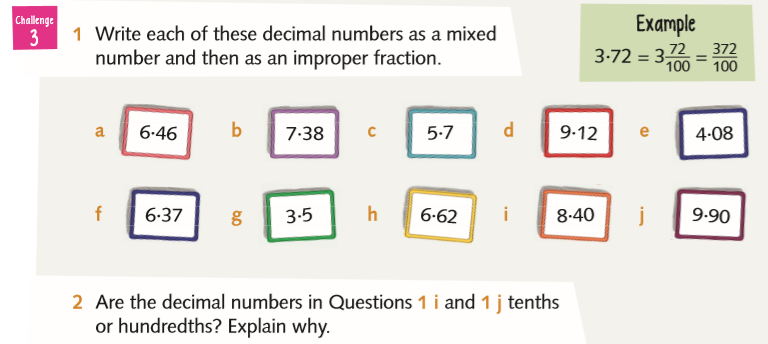 Challenge
3
1 Write each of these decimal numbers as a mixed
number and then as an improper fraction.
Example
3·72 = 3 72/100 = 372/100
a 6·46 b 7·38 c 5·7 d 9·12 e 4·08
f 6·37 g 3·5 h 6·62 i 8·40 j 9·90
2 Are the decimal numbers in Questions 1 i and 1 j tenths
or hundredths? Explain why.